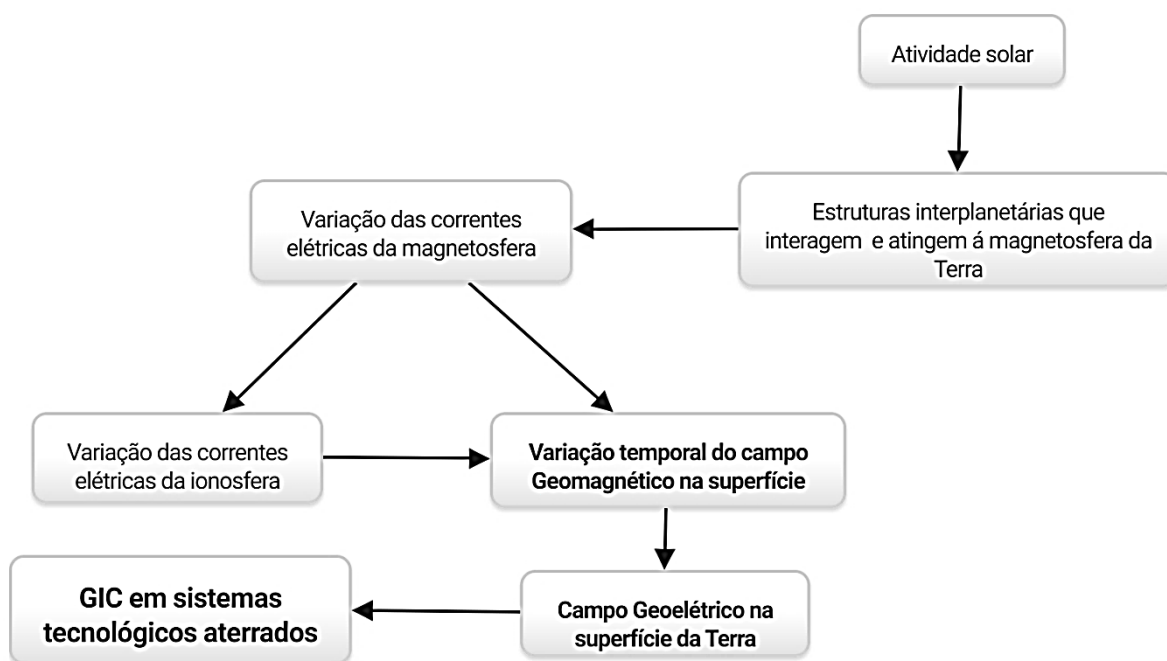 Atividade solar
Estruturas interplanetárias que
interagem e atingem á magnetosfera da
Terra
Variação das correntes
elétricas da magnetosfera
Variação das correntes
elétricas da ionosfera
Variação temporal do campo
Geomagnético na superfície
Campo Geoelétrico na
superfície da Terra
GIC em sistemas
tecnológicos aterrados